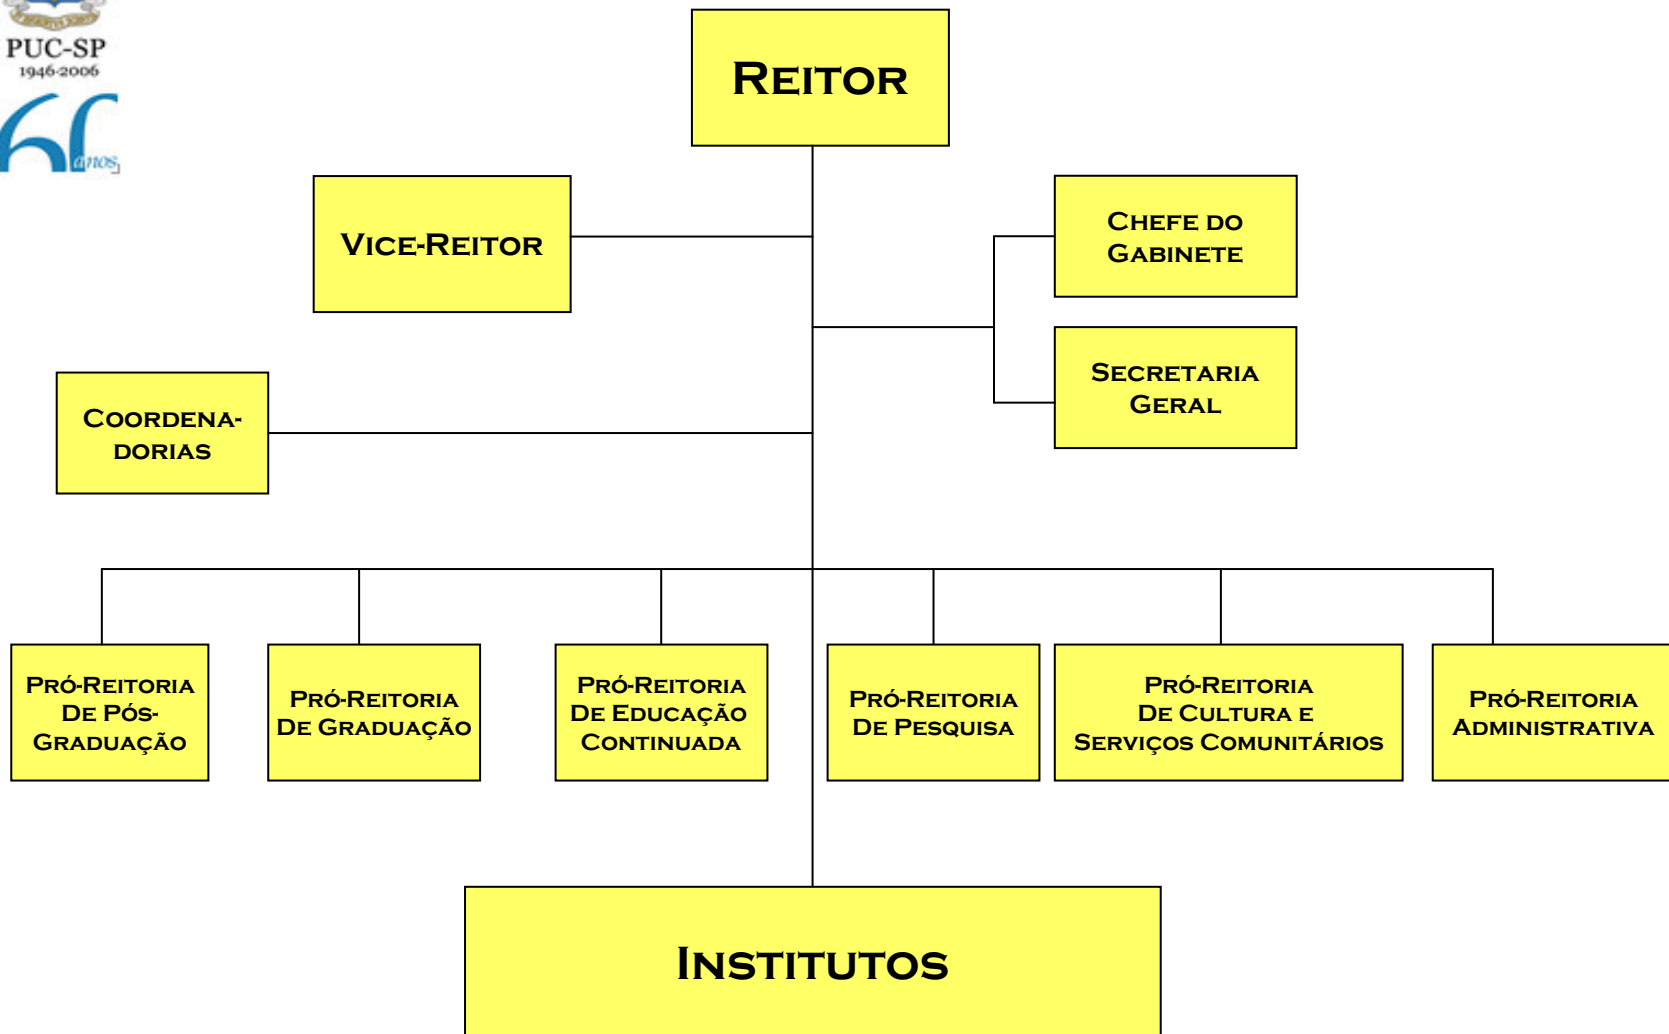 PUC-SP
1946-2006
anos
REITOR
VICE-REITOR
CHEFE DO
GABINETE
SECRETARIA
GERAL
COORDENA-
DORIAS
PRÓ-REITORIA
DE PÓS-
GRADUAÇÃO
PRÓ-REITORIA
DE GRADUAÇÃO
PRÓ-REITORIA
DE EDUCAÇÃO
CONTINUADA
PRÓ-REITORIA
DE PESQUISA
PRÓ-REITORIA
DE CULTURA E
SERVIÇOS COMUNITÁRIOS
PRÓ-REITORIA
ADMINISTRATIVA
INSTITUTOS